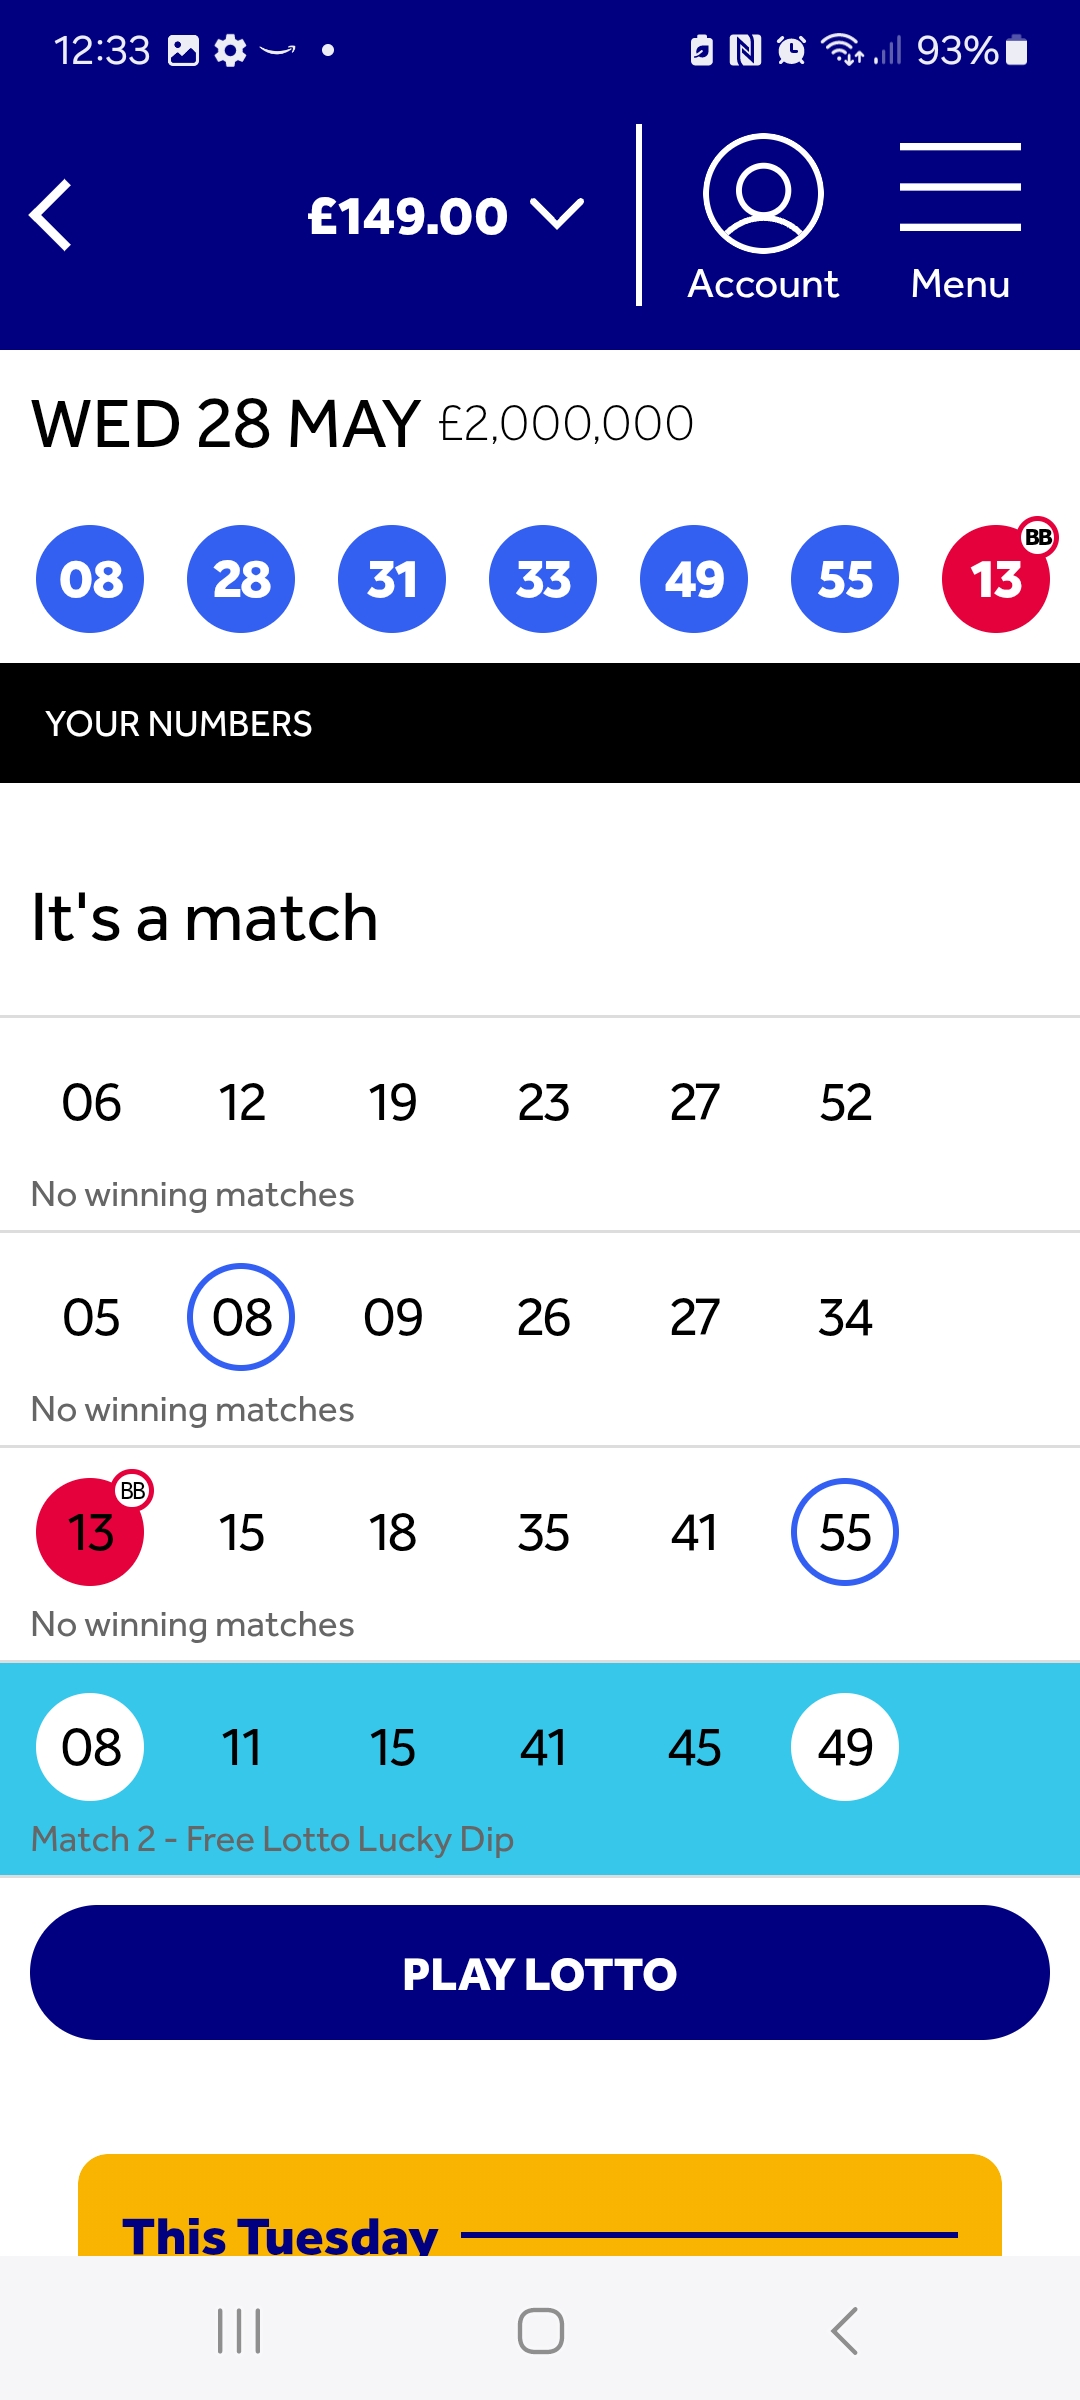 12:33 93%
£149.00
Account Menu
WED 28 MAY £2,000,000
BB
08 28 31 33 49 55 13
YOUR NUMBERS
It's a match
06 12 19 23 27 52
No winning matches
05 08 09 26 27 34
No winning matches
BB
13 15 18 35 41 55
No winning matches
08 11 15 41 45 49
Match 2 - Free Lotto Lucky Dip
PLAY LOTTO
This Tuesday